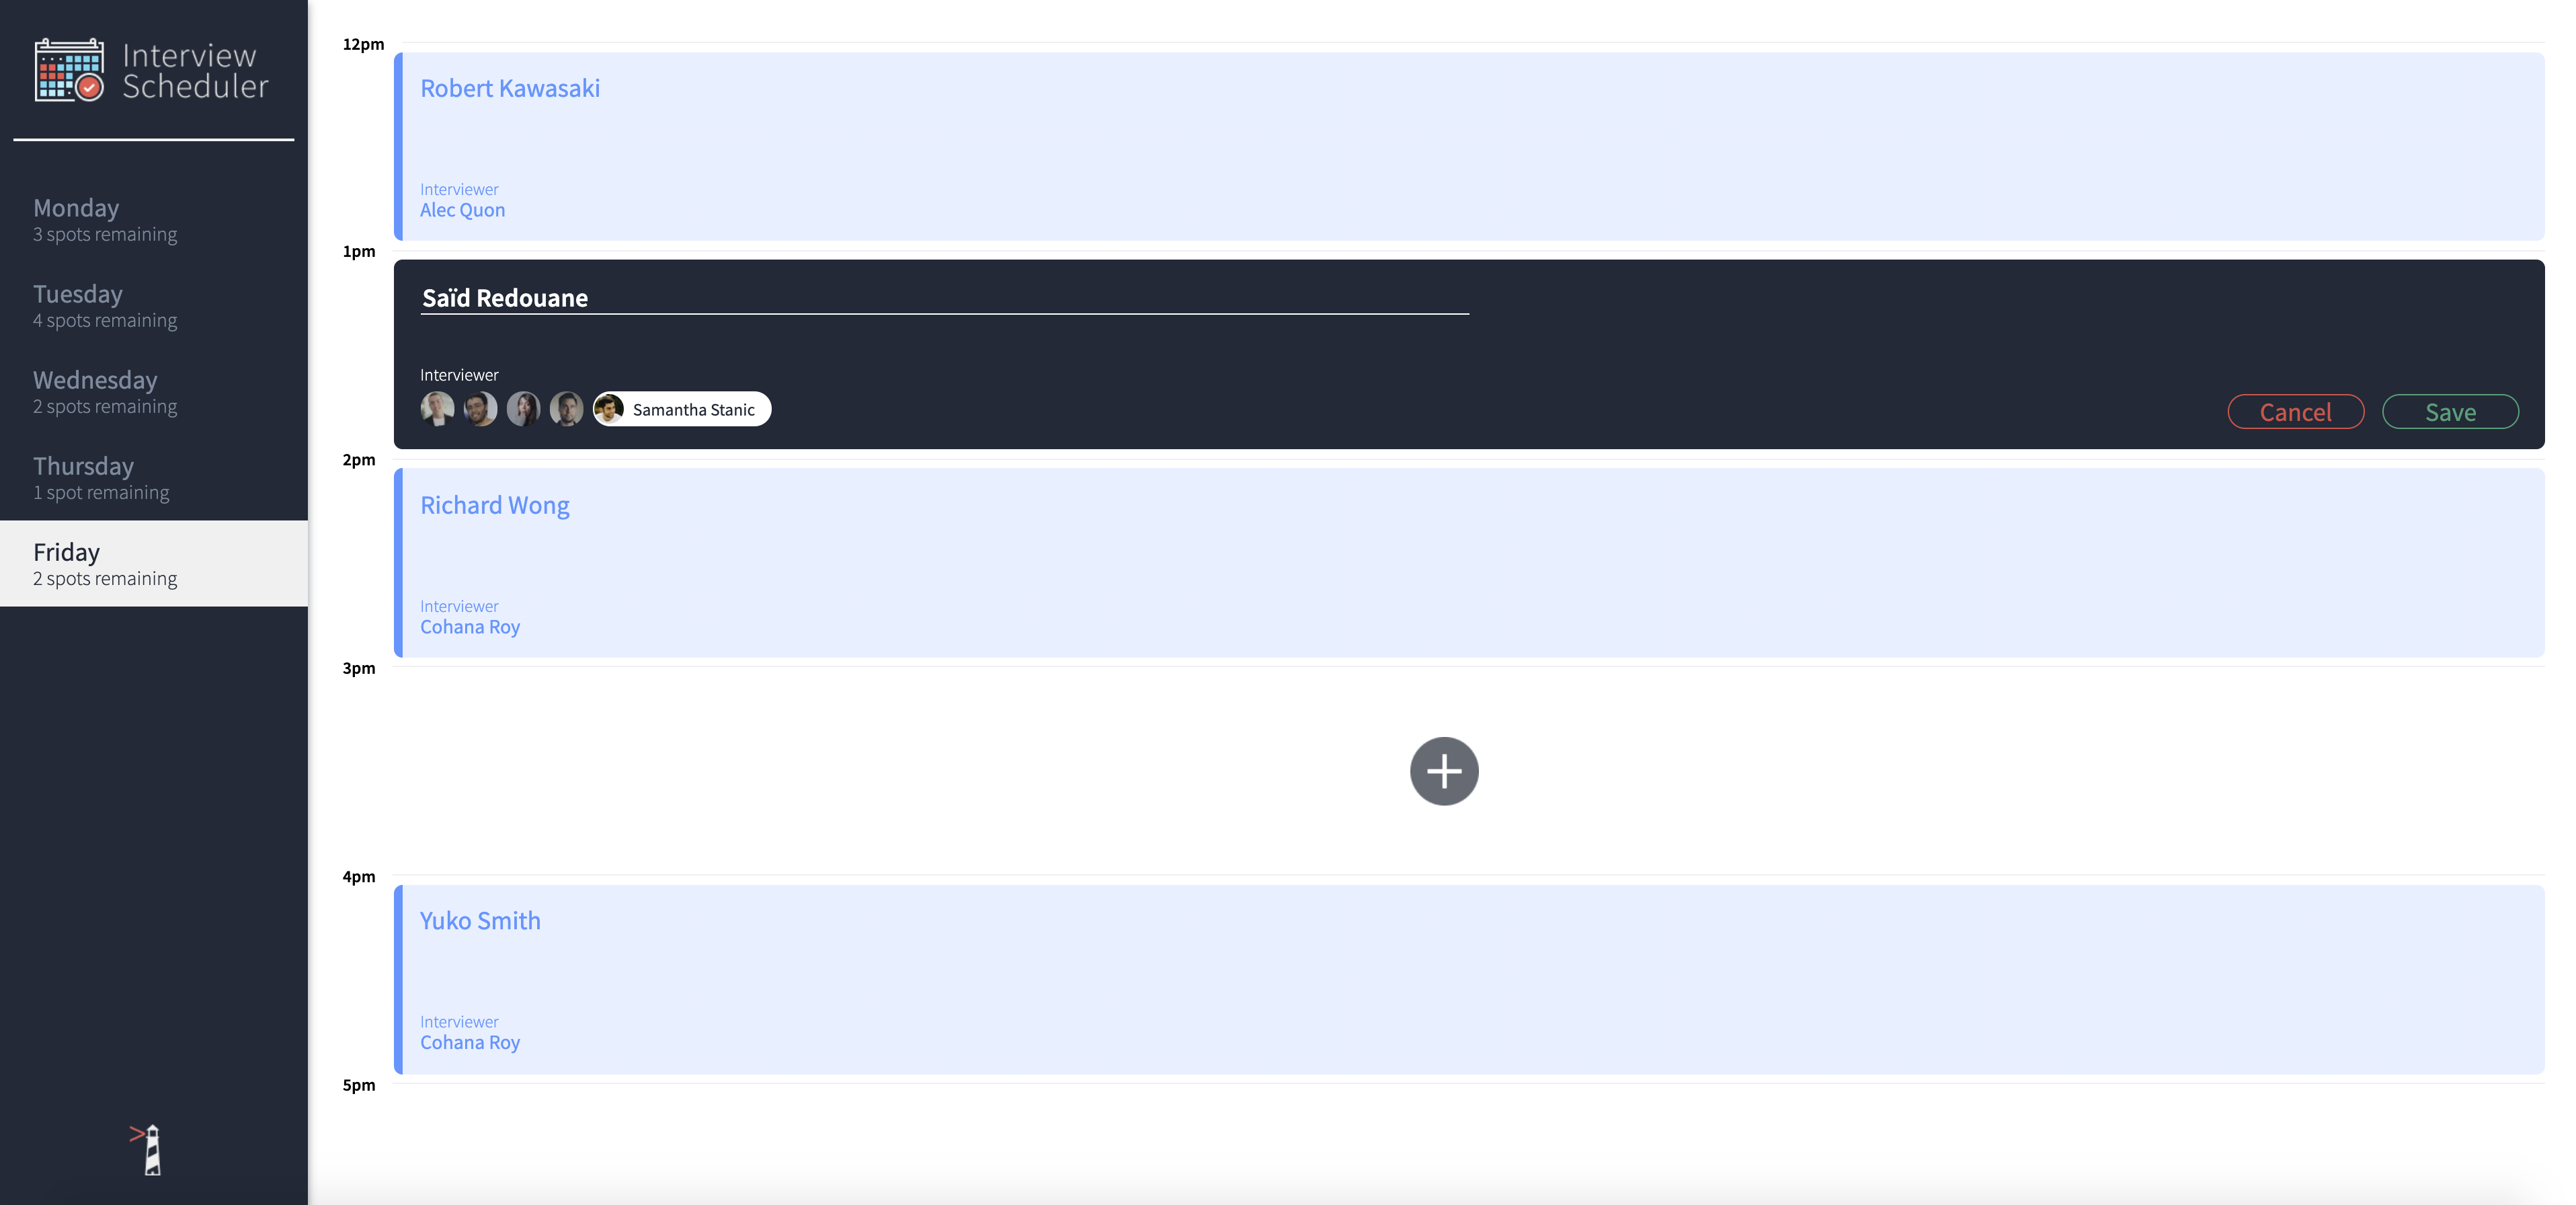 Interview
Scheduler
Monday
3 spots remaining
Tuesday
4 spots remaining
Wednesday
2 spots remaining
Thursday
1 spot remaining
Friday
2 spots remaining
12pm
Robert Kawasaki
Interviewer
Alec Quon
1pm
Saïd Redouane
Interviewer
Samantha Stanic
Cancel
Save
2pm
Richard Wong
Interviewer
Cohana Roy
3pm
4pm
Yuko Smith
Interviewer
Cohana Roy
5pm